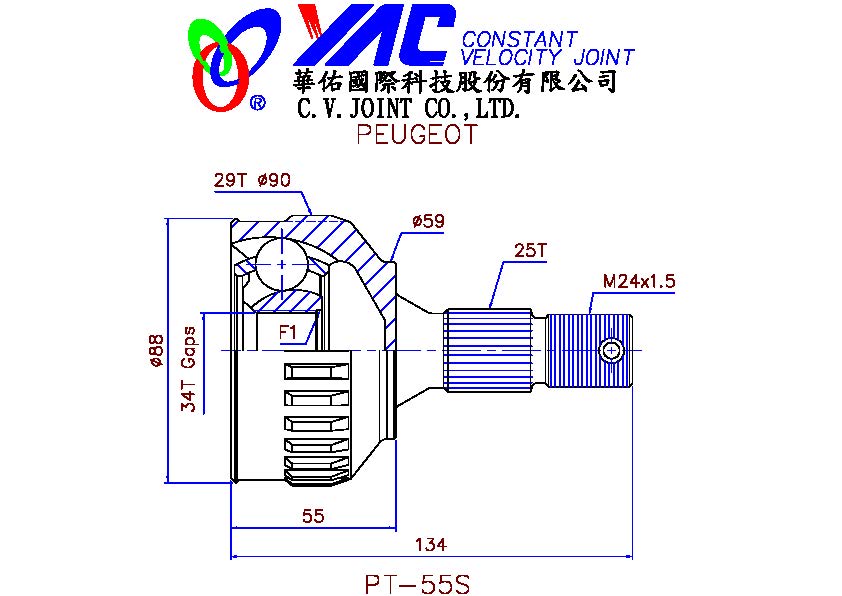 YAC CONSTANT
VELOCITY JOINT
®
華佑國際科技股份有限公司
C.V.JOINT CO.,LTD.
PEUGEOT
29T ø90
ø59
25T
M24x1.5
F1
ø88
34T Gaps
55
134
PT-55S